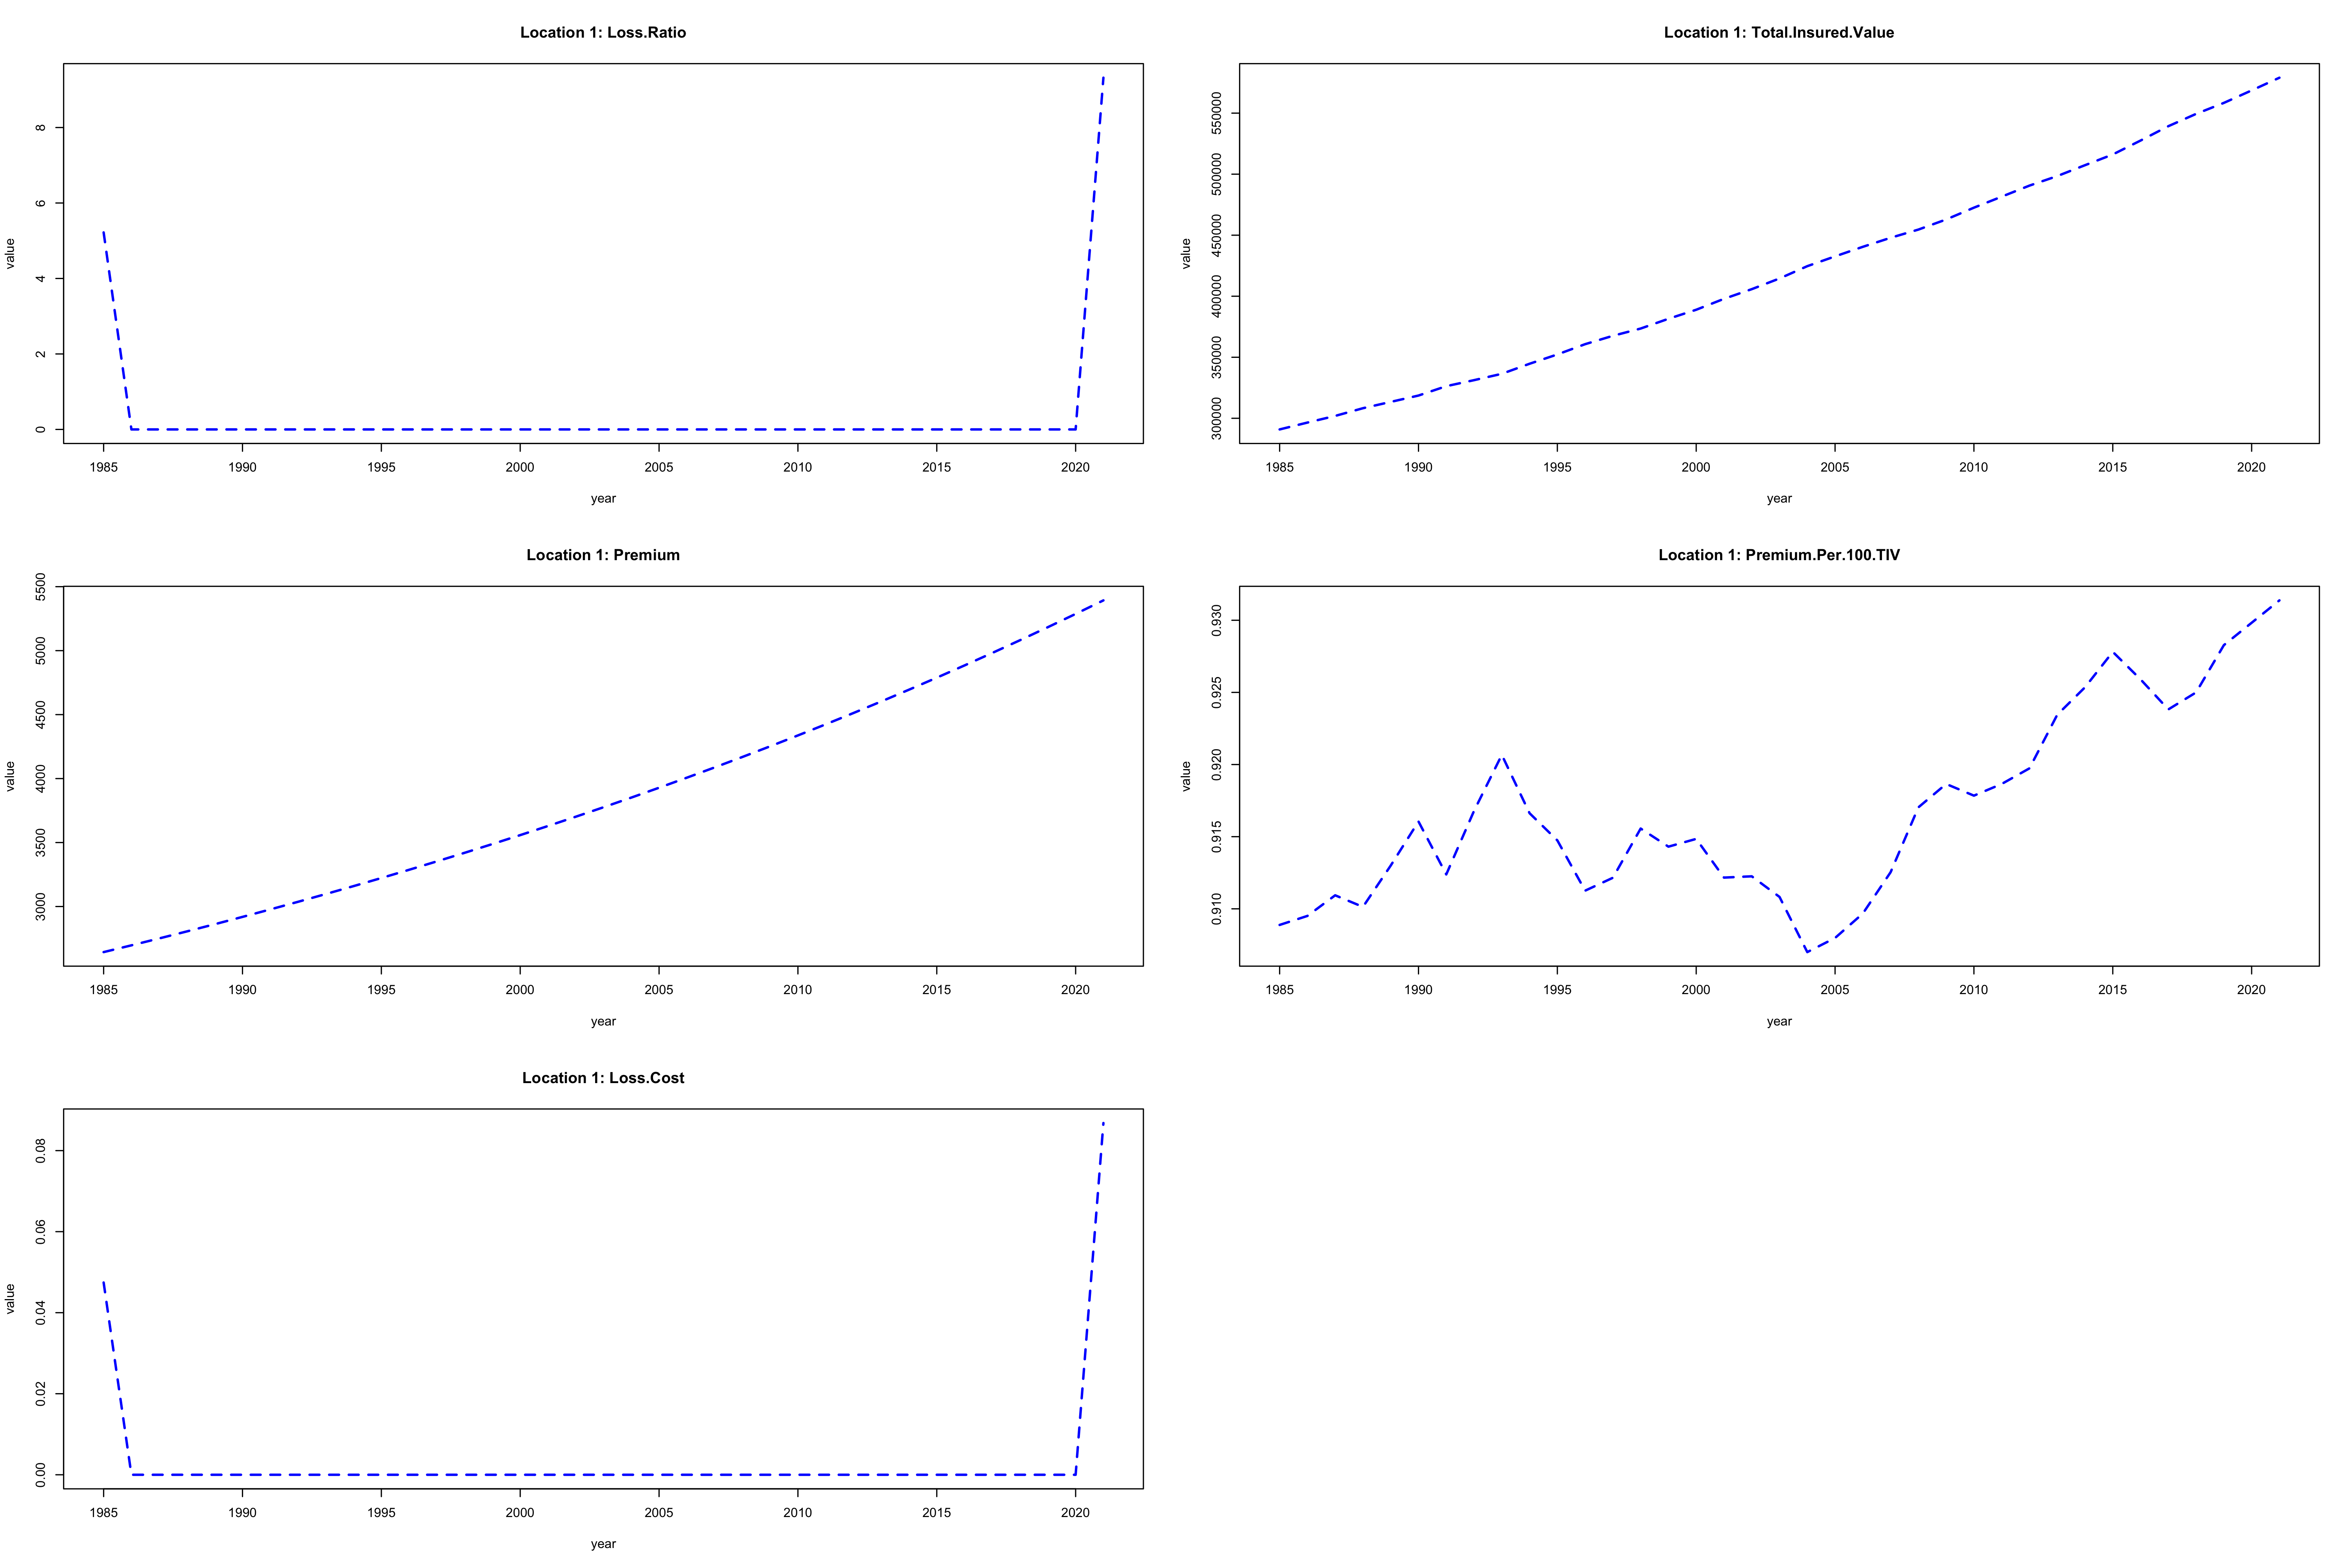 Location 1: Loss.Ratio
value
8
6
4
2
0
1985 1990 1995 2000 2005 2010 2015 2020
year
Location 1: Total.Insured.Value
value
550000
500000
450000
400000
350000
300000
1985 1990 1995 2000 2005 2010 2015 2020
year
Location 1: Premium
value
5500
5000
4500
4000
3500
3000
1985 1990 1995 2000 2005 2010 2015 2020
year
Location 1: Premium.Per.100.TIV
value
0.930
0.925
0.920
0.915
0.910
1985 1990 1995 2000 2005 2010 2015 2020
year
Location 1: Loss.Cost
value
0.08
0.06
0.04
0.02
0.00
1985 1990 1995 2000 2005 2010 2015 2020
year